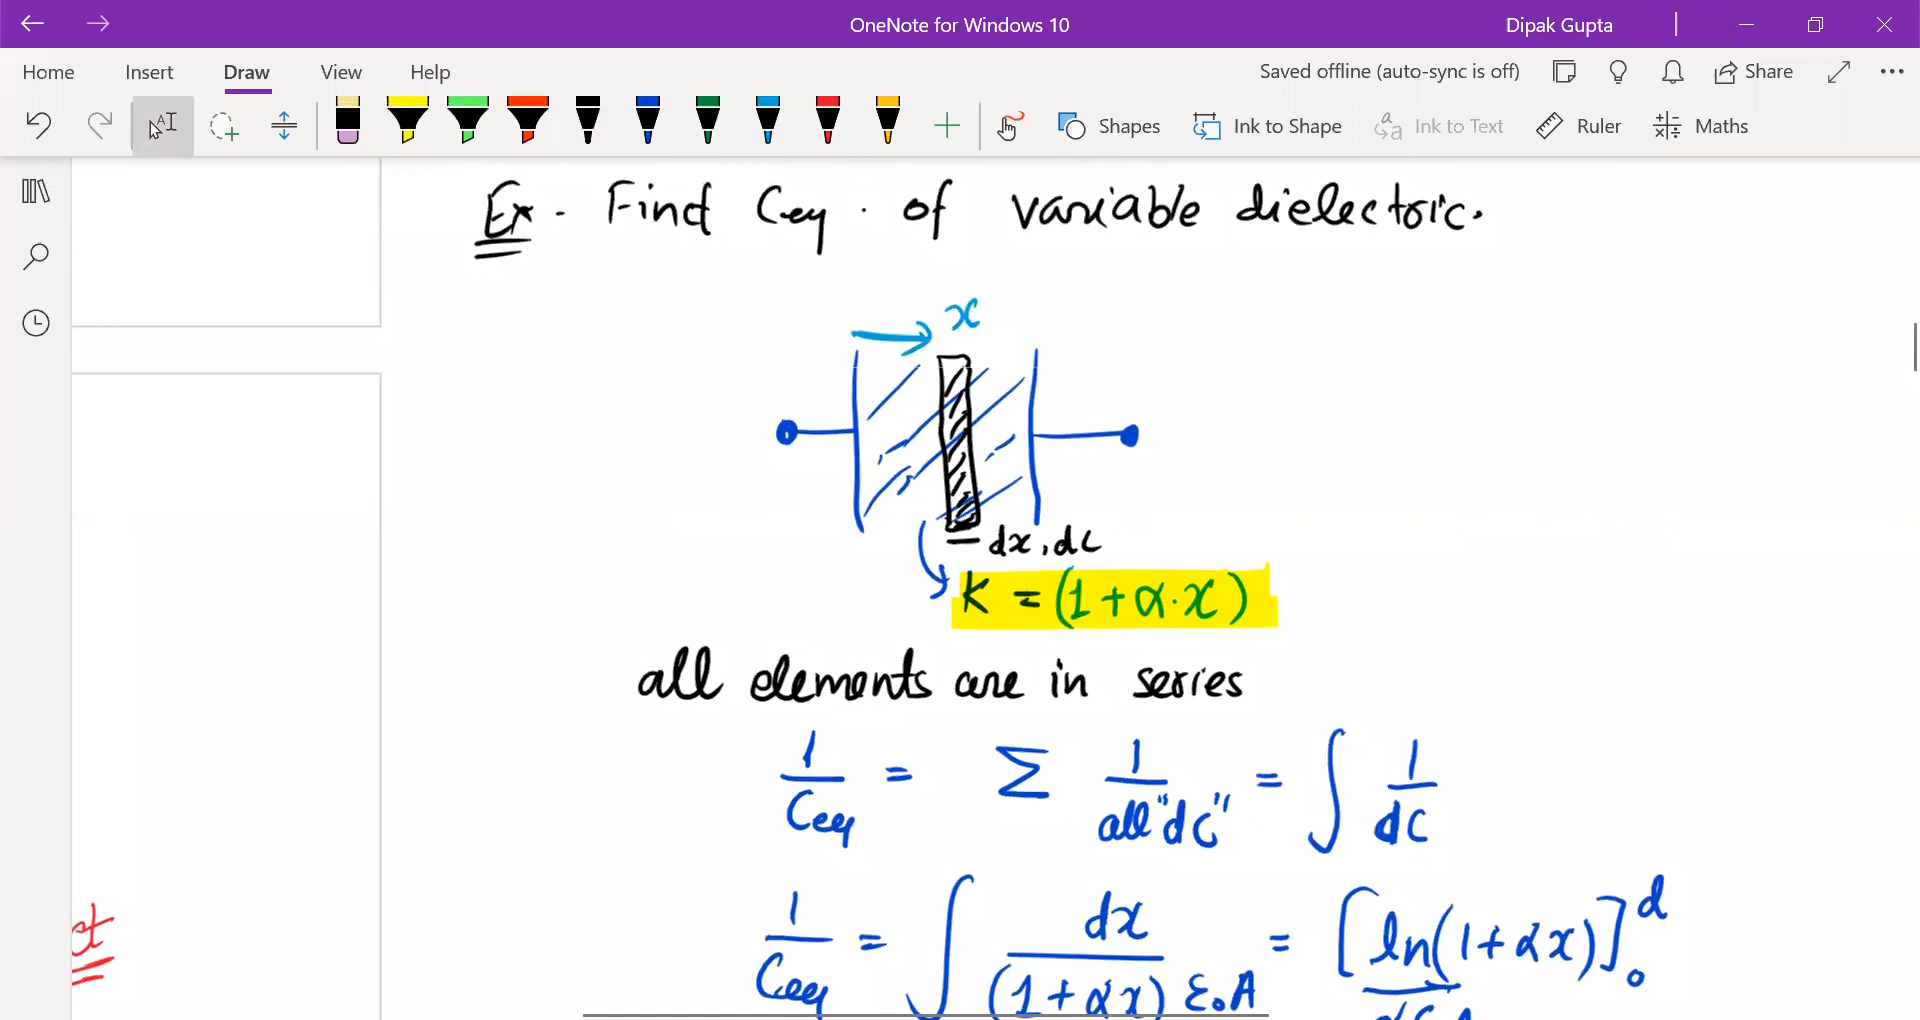 OneNote for Windows 10
Dipak Gupta
Home Insert Draw View Help
Saved offline (auto-sync is off) Share
Shapes Ink to Shape Ink to Text Ruler Maths
Ex. Find Ceq. of variable dielectoric.
x
dx, dC
K = (1+α.x)
all elements are in series
1/Ceq = Σ 1/all "dC" = ∫ 1/dC
1/Ceq = ∫ dx/(1+αx) ε₀A = [ln(1+αx)]₀ᵈ